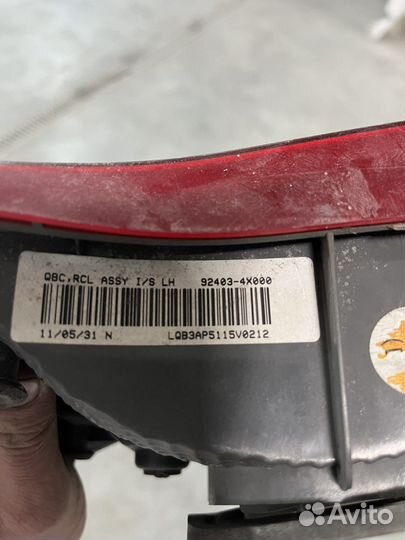 QBC,RCL ASSY I/S LH 92403-4X000
11/05/31 N LQB3AP5115V0212
Avito